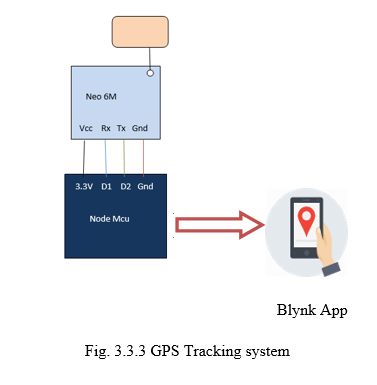 Neo 6M
Vcc Rx Tx Gnd
3.3V D1 D2 Gnd
Node Mcu
Blynk App
Fig. 3.3.3 GPS Tracking system